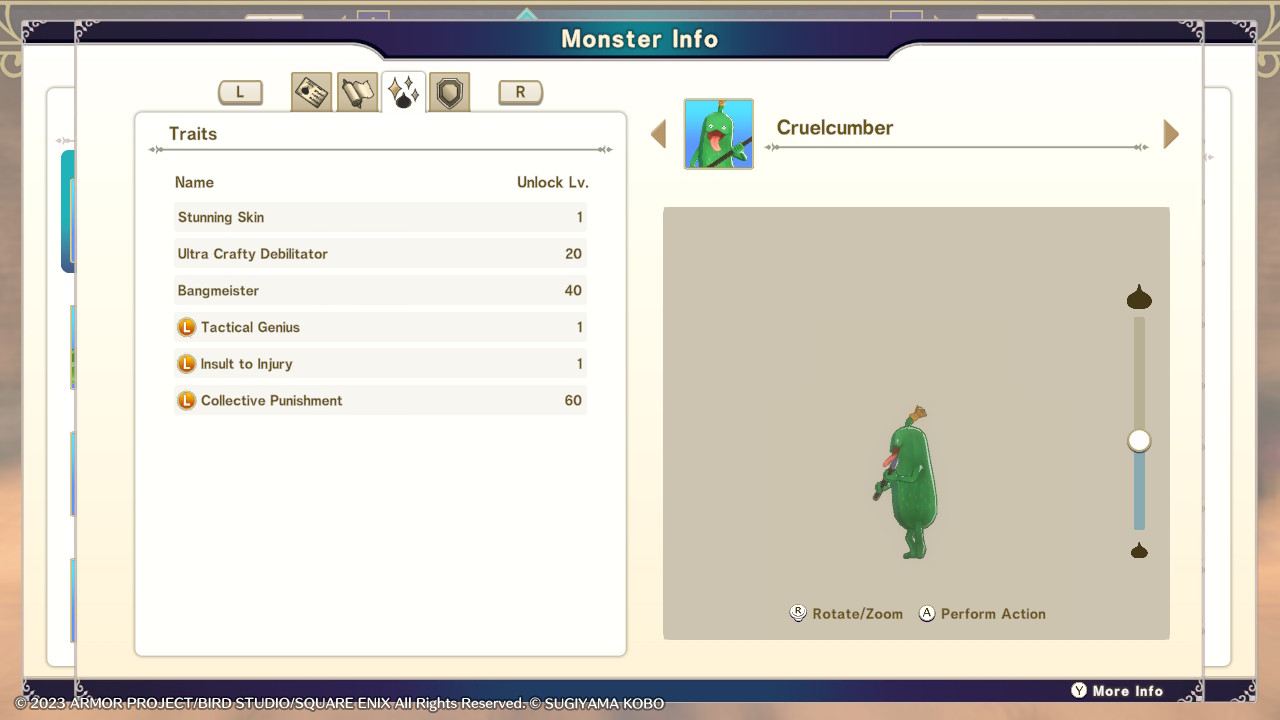 Monster Info
L
R
Traits
Name Unlock Lv.
Stunning Skin 1
Ultra Crafty Debilitator 20
Bangmeister 40
L Tactical Genius 1
L Insult to Injury 1
L Collective Punishment 60
Cruelcumber
R Rotate/Zoom A Perform Action
Y More Info
© 2023 ARMOR PROJECT/BIRD STUDIO/SQUARE ENIX All Rights Reserved. © SUGIYAMA KOBO